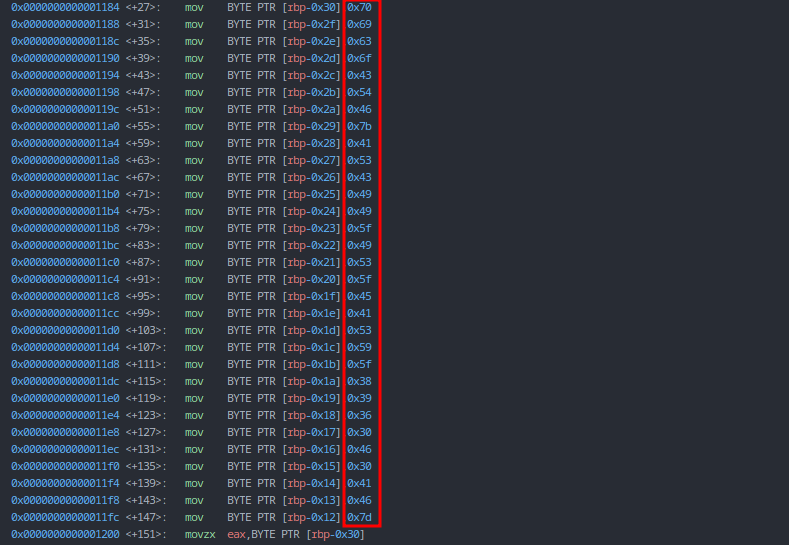 0x0000000000001184 <+27>: mov BYTE PTR [rbp-0x30],0x70
0x0000000000001188 <+31>: mov BYTE PTR [rbp-0x2f],0x69
0x000000000000118c <+35>: mov BYTE PTR [rbp-0x2e],0x63
0x0000000000001190 <+39>: mov BYTE PTR [rbp-0x2d],0x6f
0x0000000000001194 <+43>: mov BYTE PTR [rbp-0x2c],0x43
0x0000000000001198 <+47>: mov BYTE PTR [rbp-0x2b],0x54
0x000000000000119c <+51>: mov BYTE PTR [rbp-0x2a],0x46
0x00000000000011a0 <+55>: mov BYTE PTR [rbp-0x29],0x7b
0x00000000000011a4 <+59>: mov BYTE PTR [rbp-0x28],0x41
0x00000000000011a8 <+63>: mov BYTE PTR [rbp-0x27],0x53
0x00000000000011ac <+67>: mov BYTE PTR [rbp-0x26],0x43
0x00000000000011b0 <+71>: mov BYTE PTR [rbp-0x25],0x49
0x00000000000011b4 <+75>: mov BYTE PTR [rbp-0x24],0x49
0x00000000000011b8 <+79>: mov BYTE PTR [rbp-0x23],0x5f
0x00000000000011bc <+83>: mov BYTE PTR [rbp-0x22],0x49
0x00000000000011c0 <+87>: mov BYTE PTR [rbp-0x21],0x53
0x00000000000011c4 <+91>: mov BYTE PTR [rbp-0x20],0x5f
0x00000000000011c8 <+95>: mov BYTE PTR [rbp-0x1f],0x45
0x00000000000011cc <+99>: mov BYTE PTR [rbp-0x1e],0x41
0x00000000000011d0 <+103>: mov BYTE PTR [rbp-0x1d],0x53
0x00000000000011d4 <+107>: mov BYTE PTR [rbp-0x1c],0x59
0x00000000000011d8 <+111>: mov BYTE PTR [rbp-0x1b],0x5f
0x00000000000011dc <+115>: mov BYTE PTR [rbp-0x1a],0x38
0x00000000000011e0 <+119>: mov BYTE PTR [rbp-0x19],0x39
0x00000000000011e4 <+123>: mov BYTE PTR [rbp-0x18],0x36
0x00000000000011e8 <+127>: mov BYTE PTR [rbp-0x17],0x30
0x00000000000011ec <+131>: mov BYTE PTR [rbp-0x16],0x46
0x00000000000011f0 <+135>: mov BYTE PTR [rbp-0x15],0x30
0x00000000000011f4 <+139>: mov BYTE PTR [rbp-0x14],0x41
0x00000000000011f8 <+143>: mov BYTE PTR [rbp-0x13],0x46
0x00000000000011fc <+147>: mov BYTE PTR [rbp-0x12],0x7d
0x0000000000001200 <+151>: movzx eax,BYTE PTR [rbp-0x30]